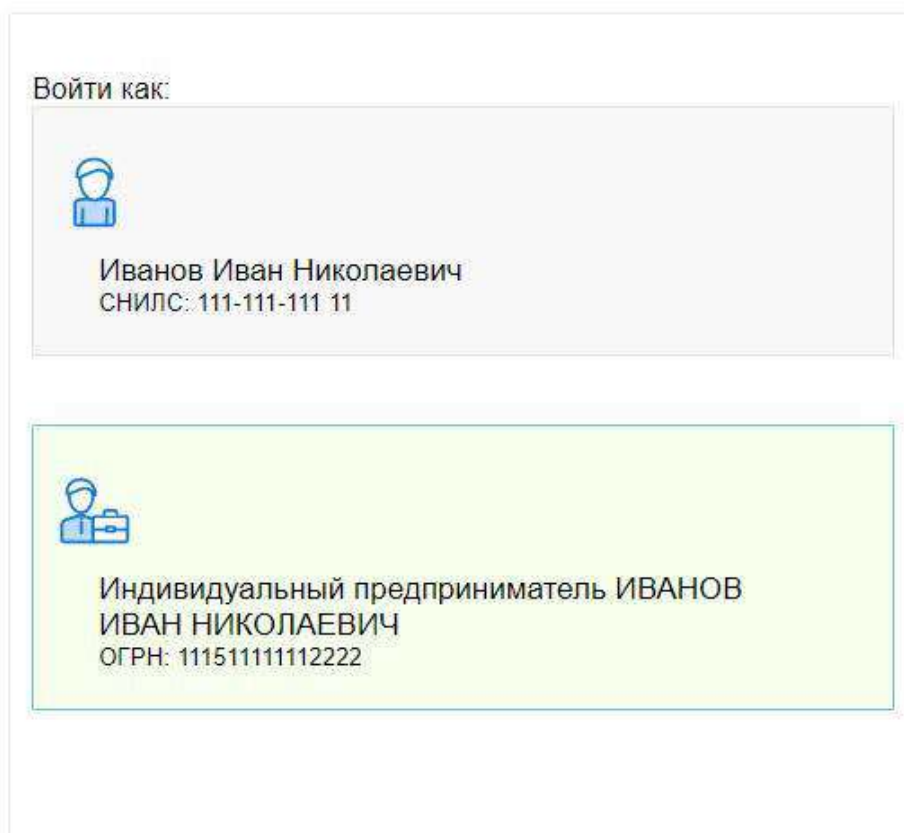 Войти как:
Иванов Иван Николаевич
СНИЛС: 111-111-111 11
Индивидуальный предприниматель ИВАНОВ
ИВАН НИКОЛАЕВИЧ
ОГРН: 111511111112222